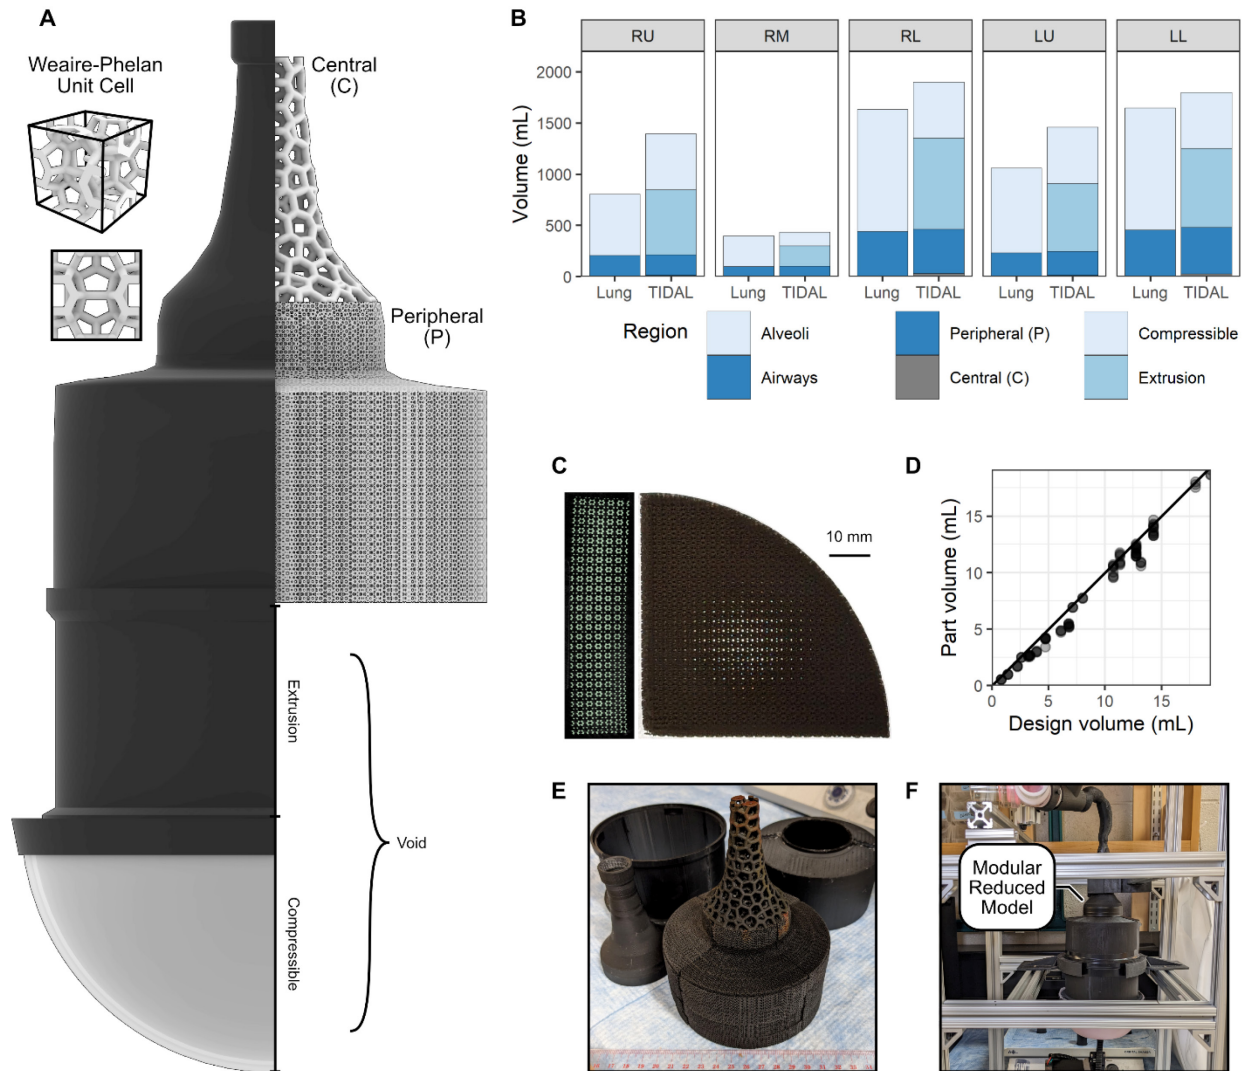 A
Weaire-Phelan
Unit Cell
Central
(C)
Peripheral
(P)
Extrusion
Void
Compressible
B
RU
RM
RL
LU
LL
Volume (mL)
2000
1500
1000
500
0
Lung TIDAL
Lung TIDAL
Lung TIDAL
Lung TIDAL
Lung TIDAL
Region
Alveoli
Airways
Peripheral (P)
Central (C)
Compressible
Extrusion
C
10 mm
D
Part volume (mL)
15
10
5
0
0 5 10 15
Design volume (mL)
E
F
Modular
Reduced
Model